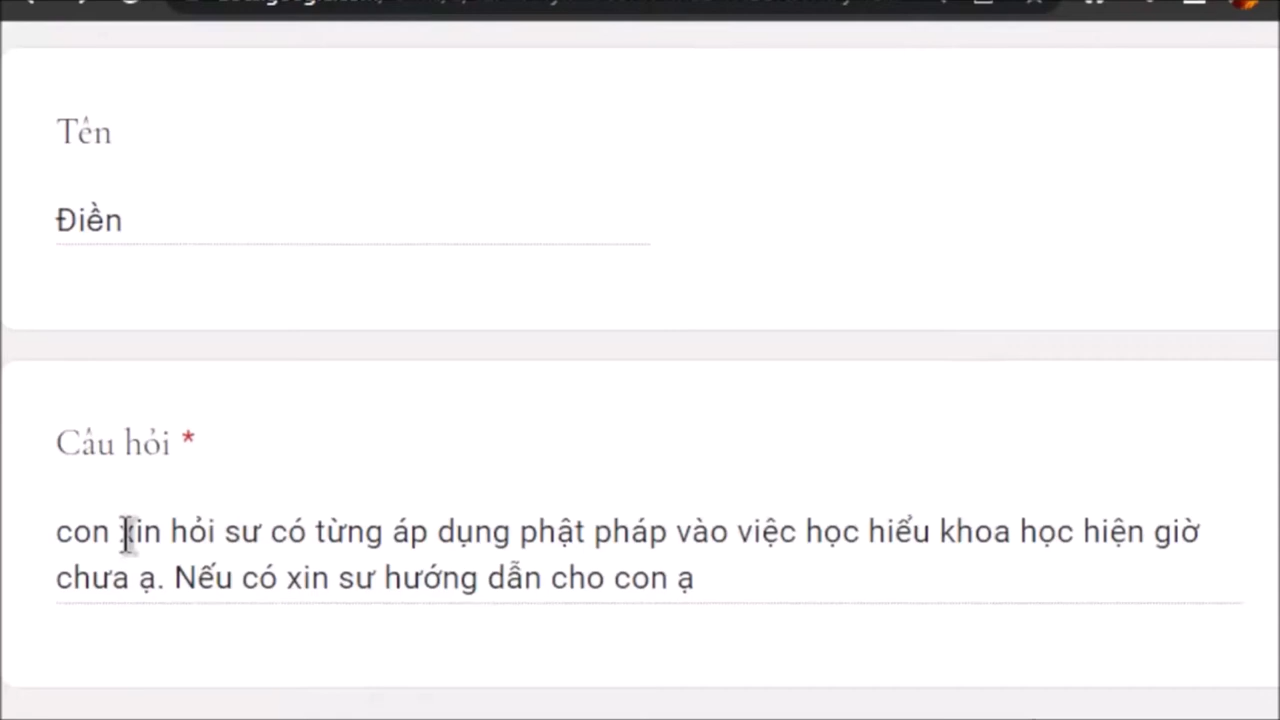 Tên
Điền
Câu hỏi *
con xin hỏi sư có từng áp dụng phật pháp vào việc học hiểu khoa học hiện giờ
chưa ạ. Nếu có xin sư hướng dẫn cho con ạ